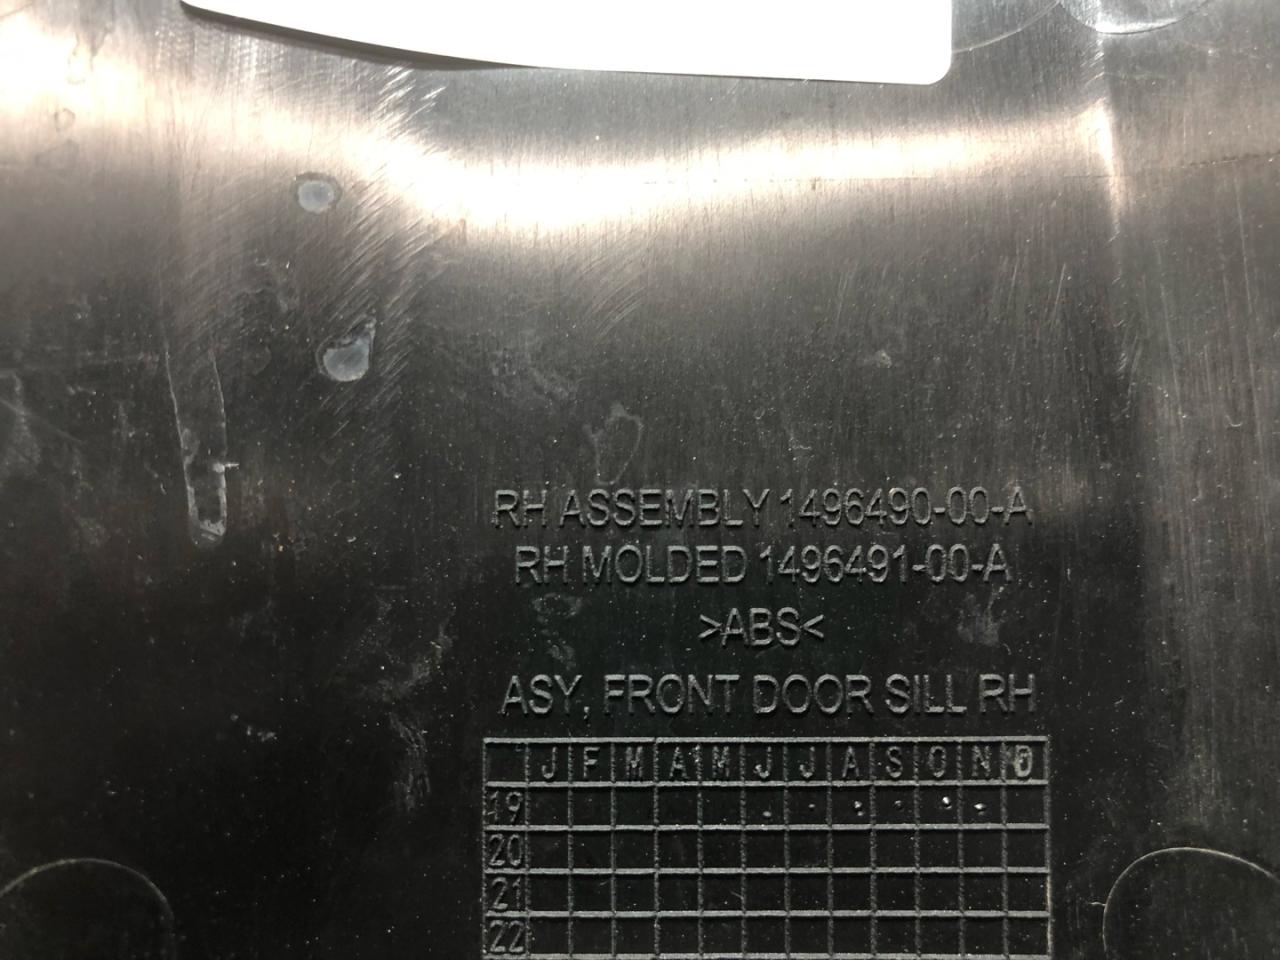 RH ASSEMBLY 1496490-00-A
RH MOLDED 1496491-00-A
>ABS<
ASY, FRONT DOOR SILL RH
J F M A M J J A S O N D
19
20
21
22